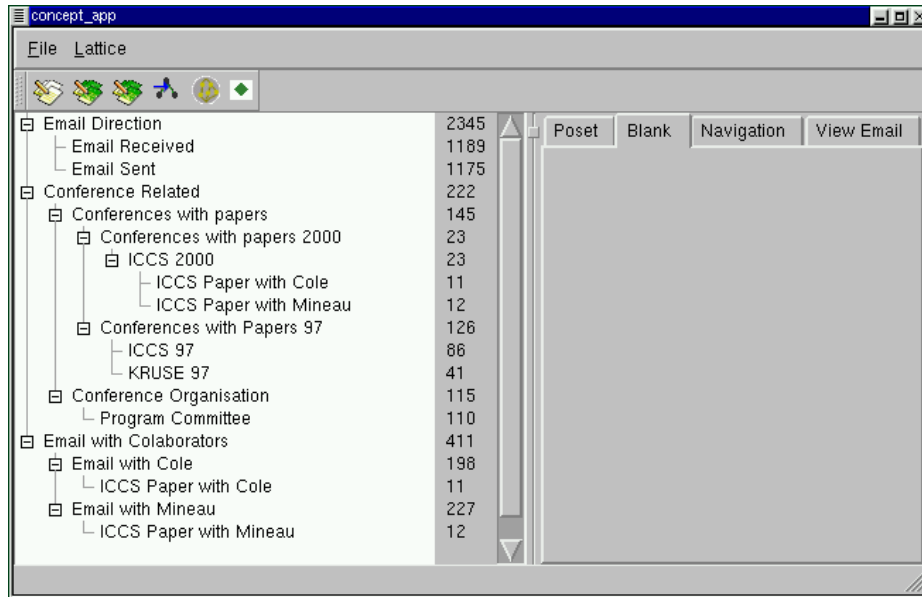 concept_app
File Lattice
Poset Blank Navigation View Email
Email Direction 2345
Email Received 1189
Email Sent 1175
Conference Related 222
Conferences with papers 145
Conferences with papers 2000 23
ICCS 2000 23
ICCS Paper with Cole 11
ICCS Paper with Mineau 12
Conferences with Papers 97 126
ICCS 97 86
KRUSE 97 41
Conference Organisation 115
Program Committee 110
Email with Colaborators 411
Email with Cole 198
ICCS Paper with Cole 11
Email with Mineau 227
ICCS Paper with Mineau 12